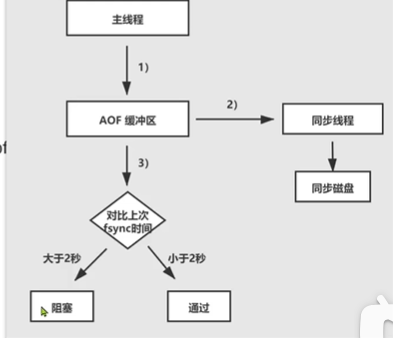 主线程
1）
AOF 缓冲区
2）
同步线程
3）
同步磁盘
对比上次
fsync时间
大于2秒
小于2秒
阻塞
通过